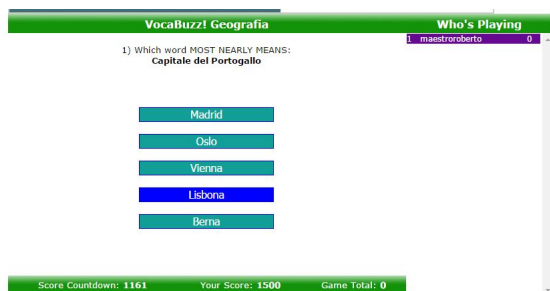 VocaBuzz! Geografia
Who's Playing
1 maestroroberto 0
1) Which word MOST NEARLY MEANS:
Capitale del Portogallo
Madrid
Oslo
Vienna
Lisbona
Berna
Score Countdown: 1161 Your Score: 1500 Game Total: 0